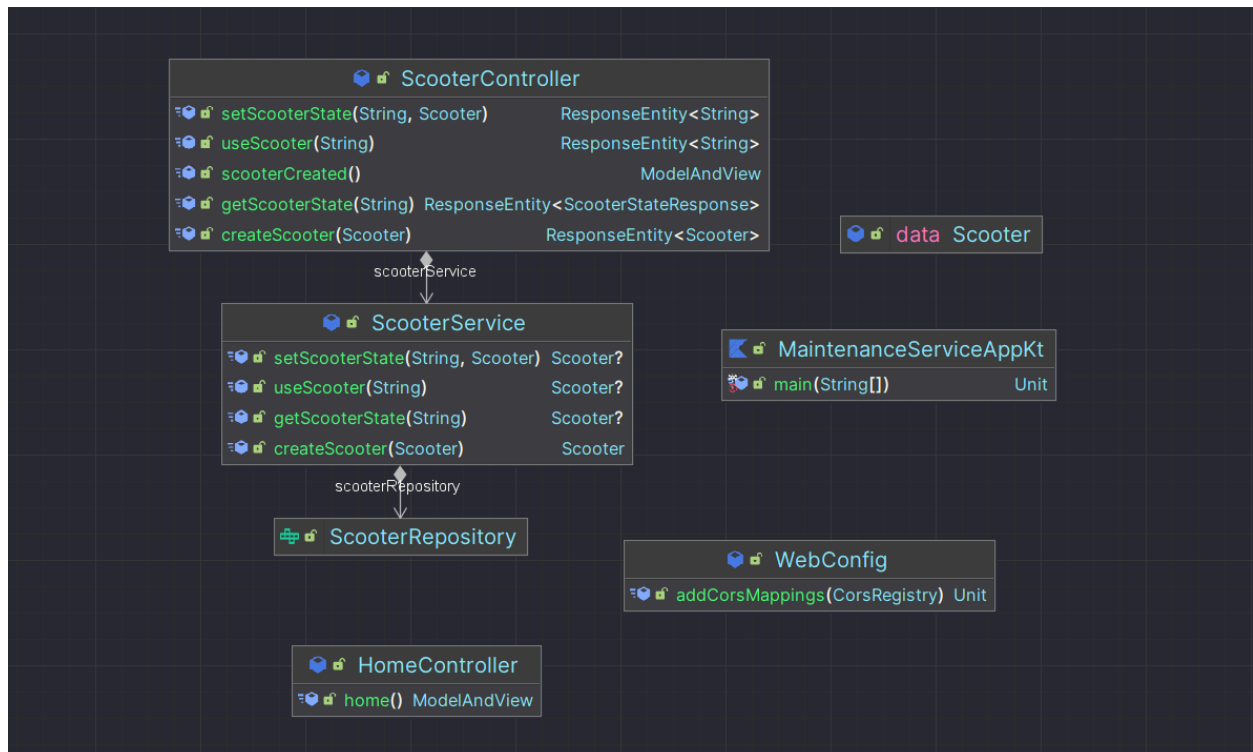 ScooterController
setScooterState(String, Scooter) ResponseEntity<String>
useScooter(String) ResponseEntity<String>
scooterCreated() ModelAndView
getScooterState(String) ResponseEntity<ScooterStateResponse>
createScooter(Scooter) ResponseEntity<Scooter>
data Scooter
scooterService
ScooterService
setScooterState(String, Scooter) Scooter?
useScooter(String) Scooter?
getScooterState(String) Scooter?
createScooter(Scooter) Scooter
MaintenanceServiceAppKt
main(String[]) Unit
scooterRepository
ScooterRepository
WebConfig
addCorsMappings(CorsRegistry) Unit
HomeController
home() ModelAndView